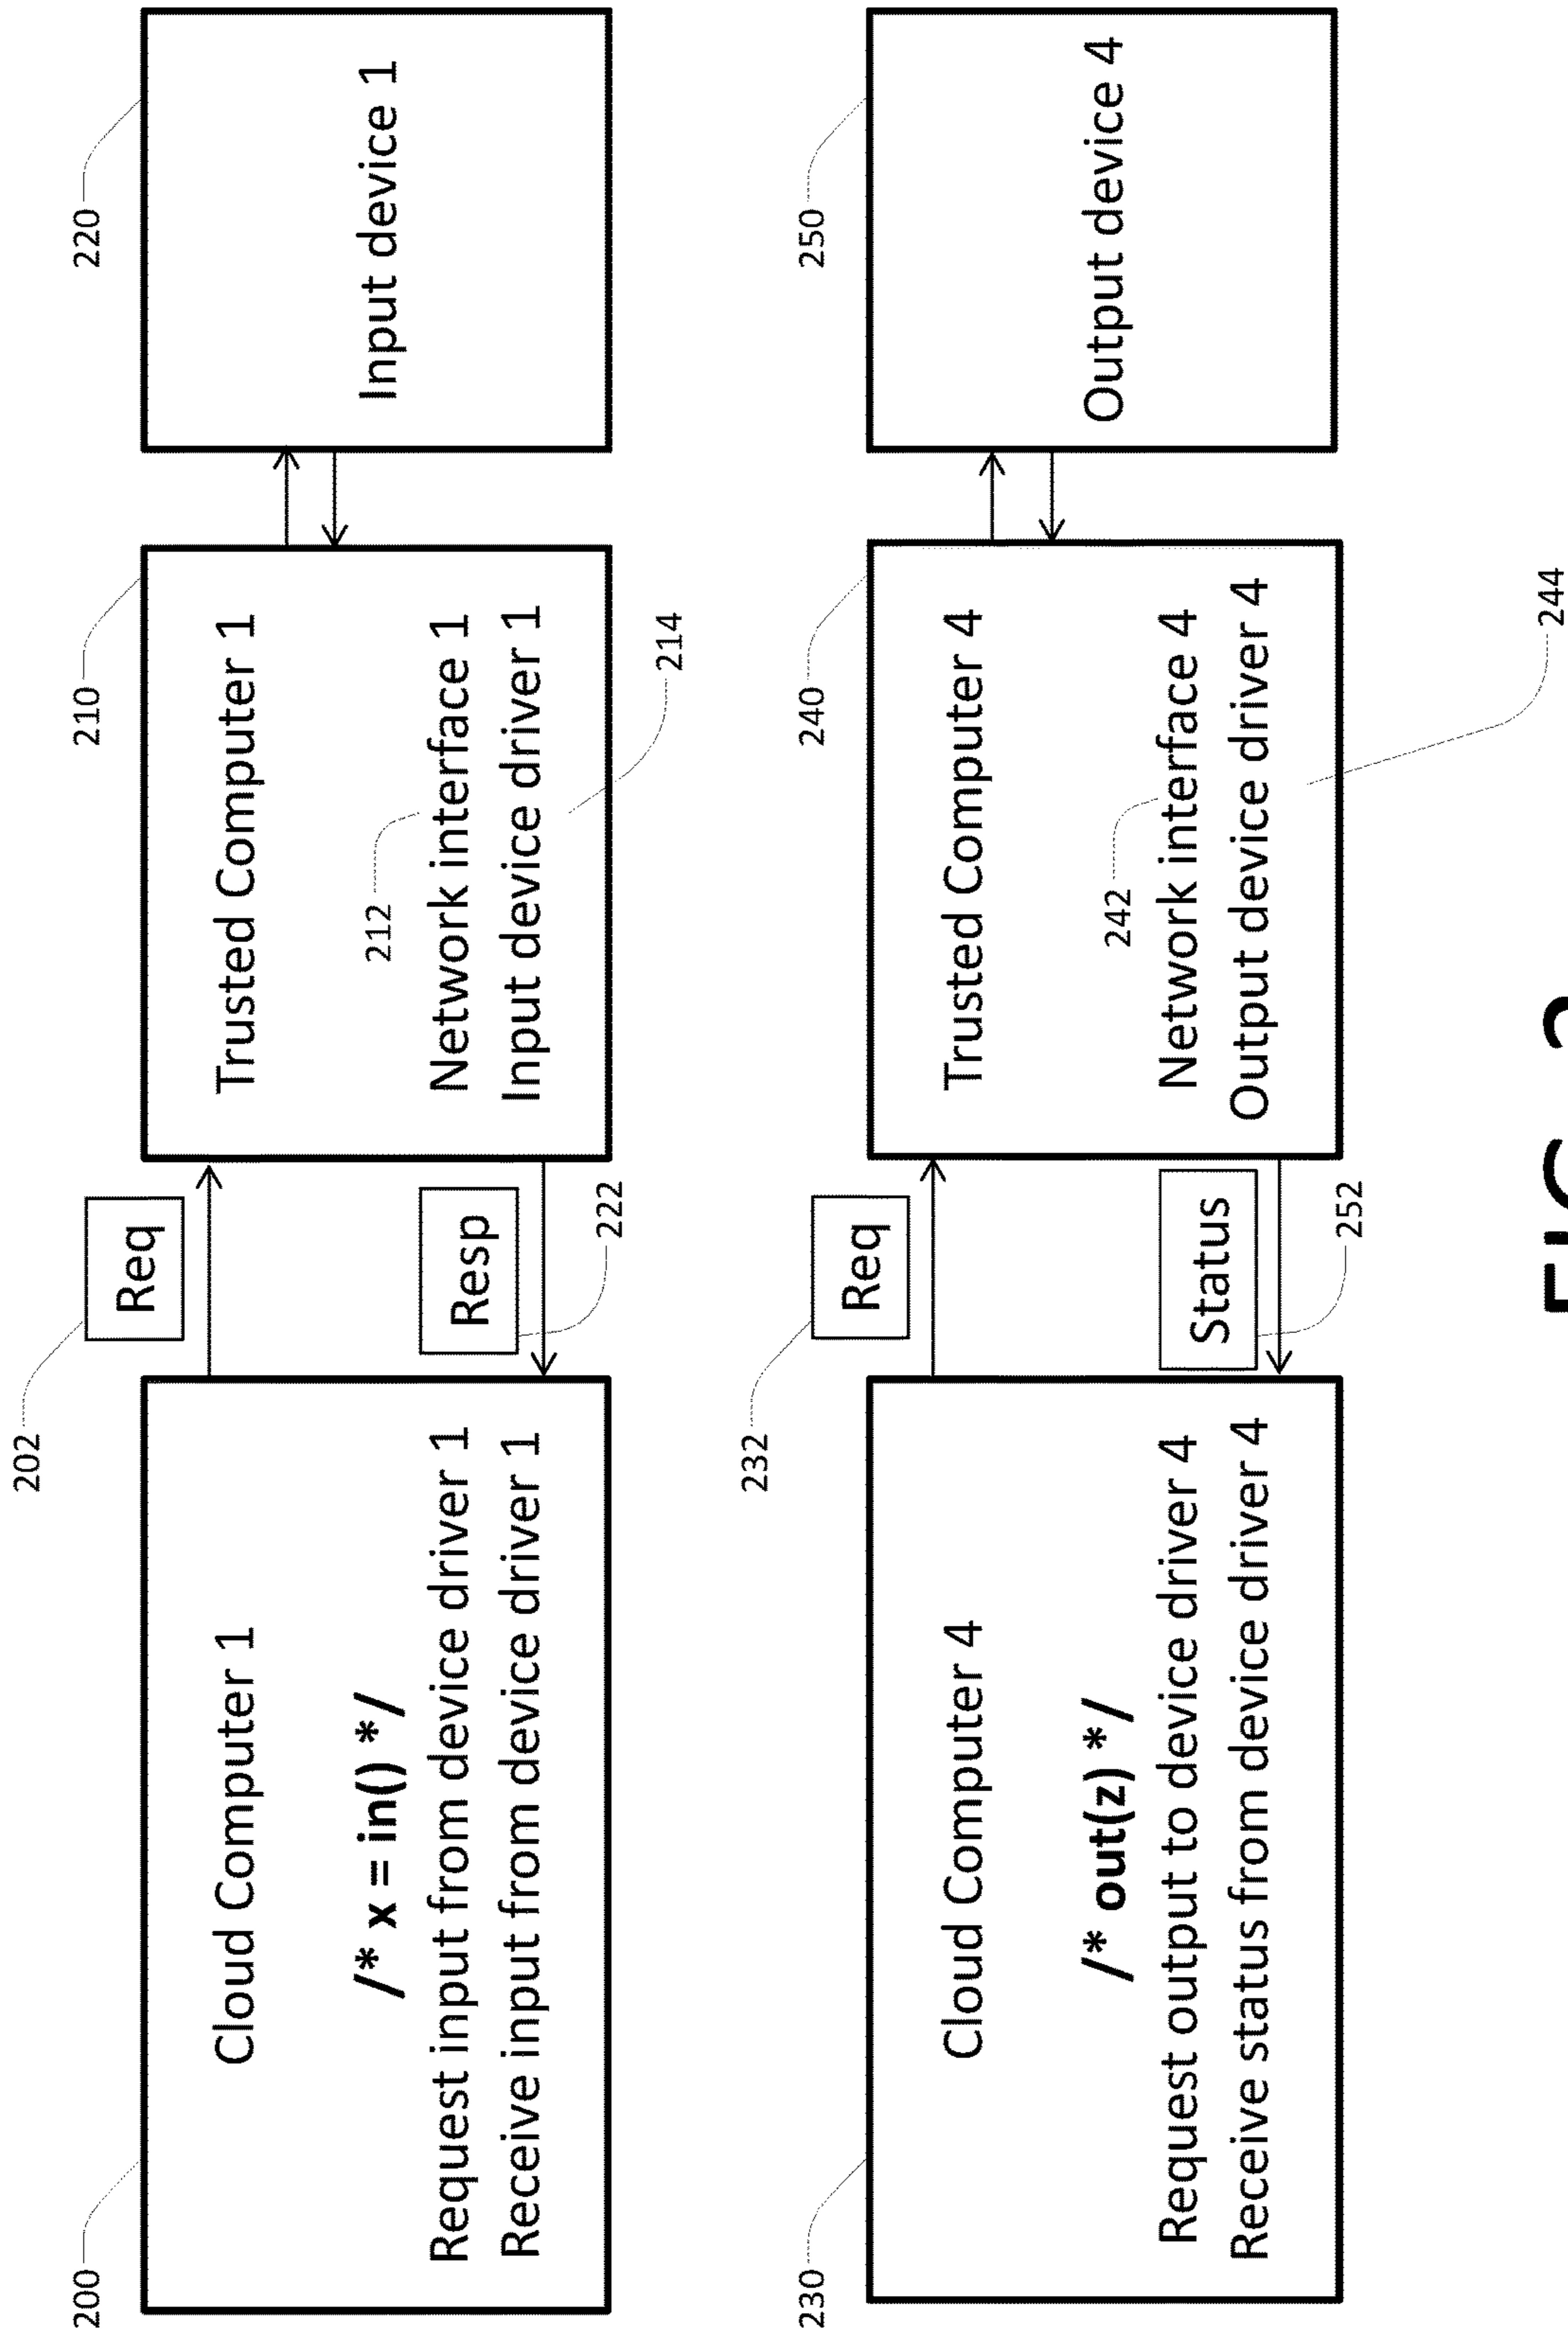 202
200
Cloud Computer 1
/* x = in() */
Request input from device driver 1
Receive input from device driver 1
Req
Resp
222
210
Trusted Computer 1
212
Network interface 1
Input device driver 1
214
220
Input device 1
232
230
Cloud Computer 4
/* out(z) */
Request output to device driver 4
Receive status from device driver 4
Req
Status
252
240
Trusted Computer 4
242
Network interface 4
Output device driver 4
244
250
Output device 4